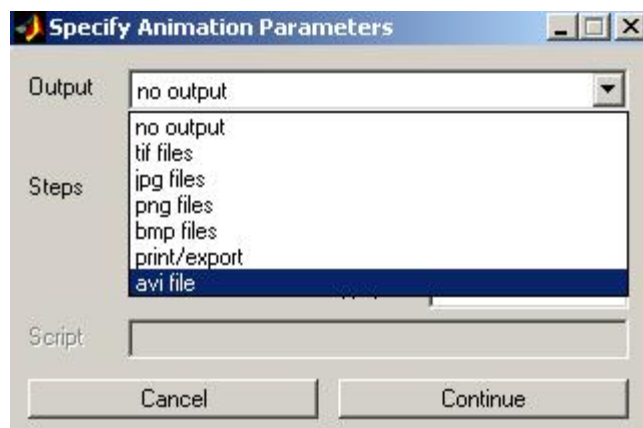 Specify Animation Parameters
Output
no output
no output
tif files
jpg files
Steps
png files
bmp files
print/export
avi file
Script
Cancel Continue